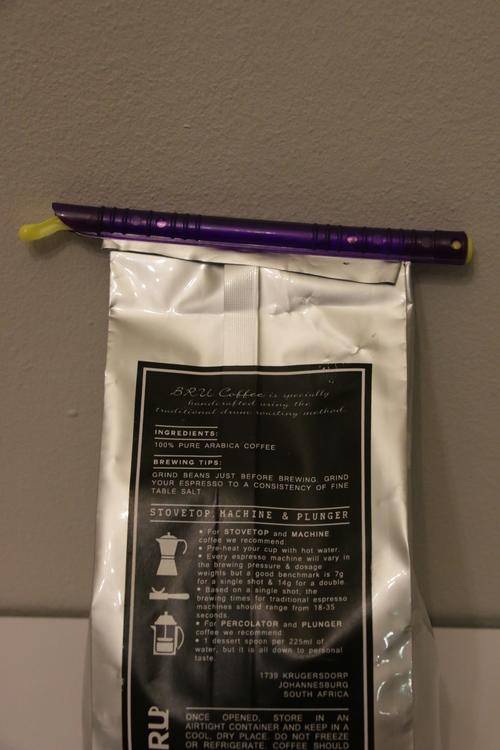 BRU Coffee is specially
handcrafted using the
traditional drum roasting method.
INGREDIENTS:
100% PURE ARABICA COFFEE
BREWING TIPS:
GRIND BEANS JUST BEFORE BREWING. GRIND
YOUR ESPRESSO TO A CONSISTENCY OF FINE
TABLE SALT
STOVETOP, MACHINE & PLUNGER
• For STOVETOP and MACHINE
coffee we recommend:
• Pre-heat your cup with hot water.
• Every espresso machine will vary in
the brewing pressure & dosage
weights but a good benchmark is 7g
for a single shot & 14g for a double.
• Based on a single shot, the
brewing times for traditional espresso
machines should range from 18-35
seconds.
• For PERCOLATOR and PLUNGER
coffee we recommend:
• 1 dessert spoon per 225ml of
water, but it is all down to personal
taste.
1739 KRUGERSDORP
JOHANNESBURG
SOUTH AFRICA
RU
ONCE OPENED, STORE IN AN
AIRTIGHT CONTAINER AND KEEP IN A
COOL, DRY PLACE. DO NOT FREEZE
OR REFRIGERATE. COFFEE SHOULD